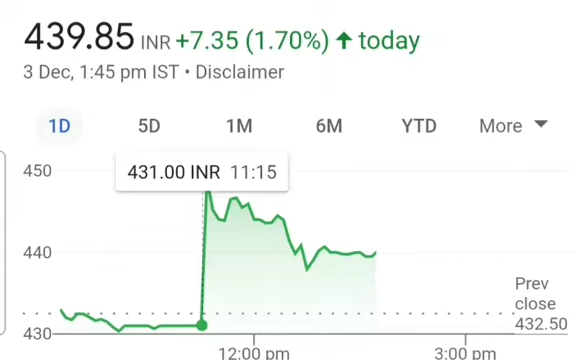 439.85 INR +7.35 (1.70%) ↑ today
3 Dec, 1:45 pm IST • Disclaimer
1D 5D 1M 6M YTD More
431.00 INR 11:15
450
440
430
Prev
close
432.50
12:00 pm 3:00 pm